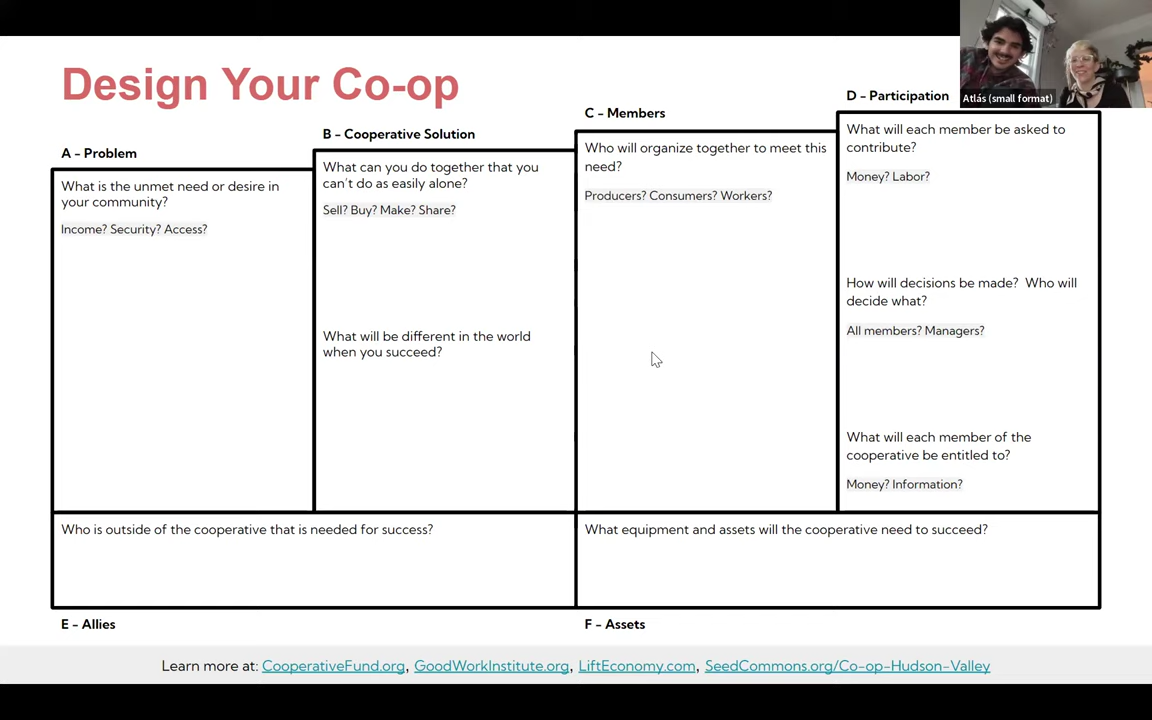 Design Your Co-op
Atlás (small format)
A – Problem
What is the unmet need or desire in
your community?
Income? Security? Access?
B – Cooperative Solution
What can you do together that you
can't do as easily alone?
Sell? Buy? Make? Share?
What will be different in the world
when you succeed?
C – Members
Who will organize together to meet this
need?
Producers? Consumers? Workers?
D – Participation
What will each member be asked to
contribute?
Money? Labor?
How will decisions be made?  Who will
decide what?
All members? Managers?
What will each member of the
cooperative be entitled to?
Money? Information?
Who is outside of the cooperative that is needed for success?
E – Allies
What equipment and assets will the cooperative need to succeed?
F – Assets
Learn more at: CooperativeFund.org, GoodWorkInstitute.org, LiftEconomy.com, SeedCommons.org/Co-op-Hudson-Valley